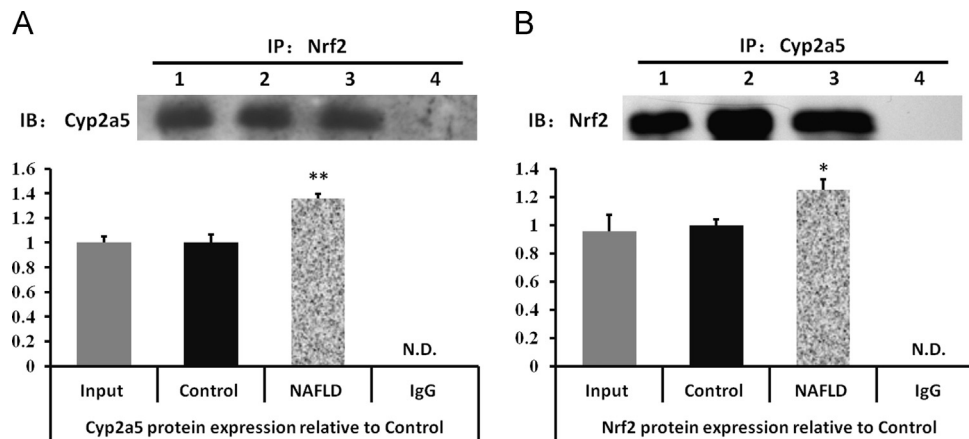 A
IP: Nrf2
1 2 3 4
IB: Cyp2a5
1.6
1.4
1.2
1
0.8
0.6
0.4
0.2
0
**
N.D.
Input Control NAFLD IgG
Cyp2a5 protein expression relative to Control
B
IP: Cyp2a5
1 2 3 4
IB: Nrf2
1.4
1.2
1
0.8
0.6
0.4
0.2
0
*
N.D.
Input Control NAFLD IgG
Nrf2 protein expression relative to Control